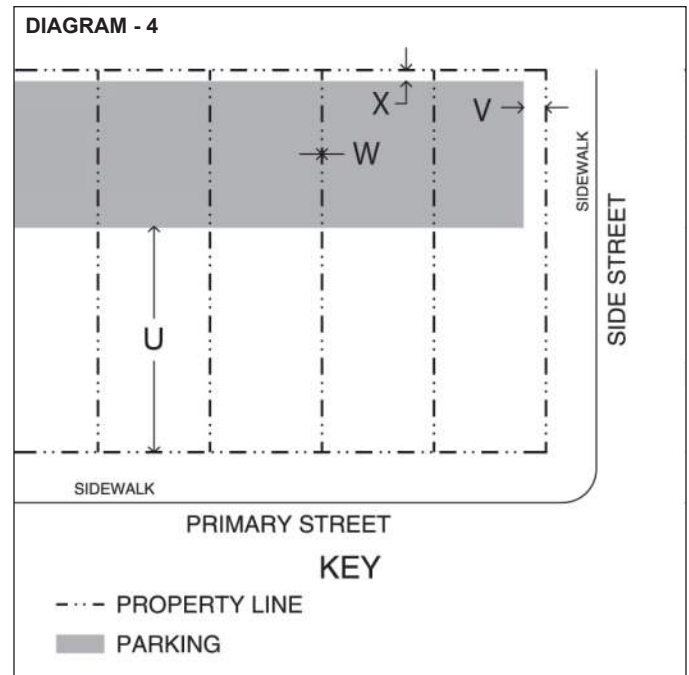 DIAGRAM - 4
X
V
W
SIDEWALK
SIDE STREET
U
SIDEWALK
PRIMARY STREET
KEY
PROPERTY LINE
PARKING